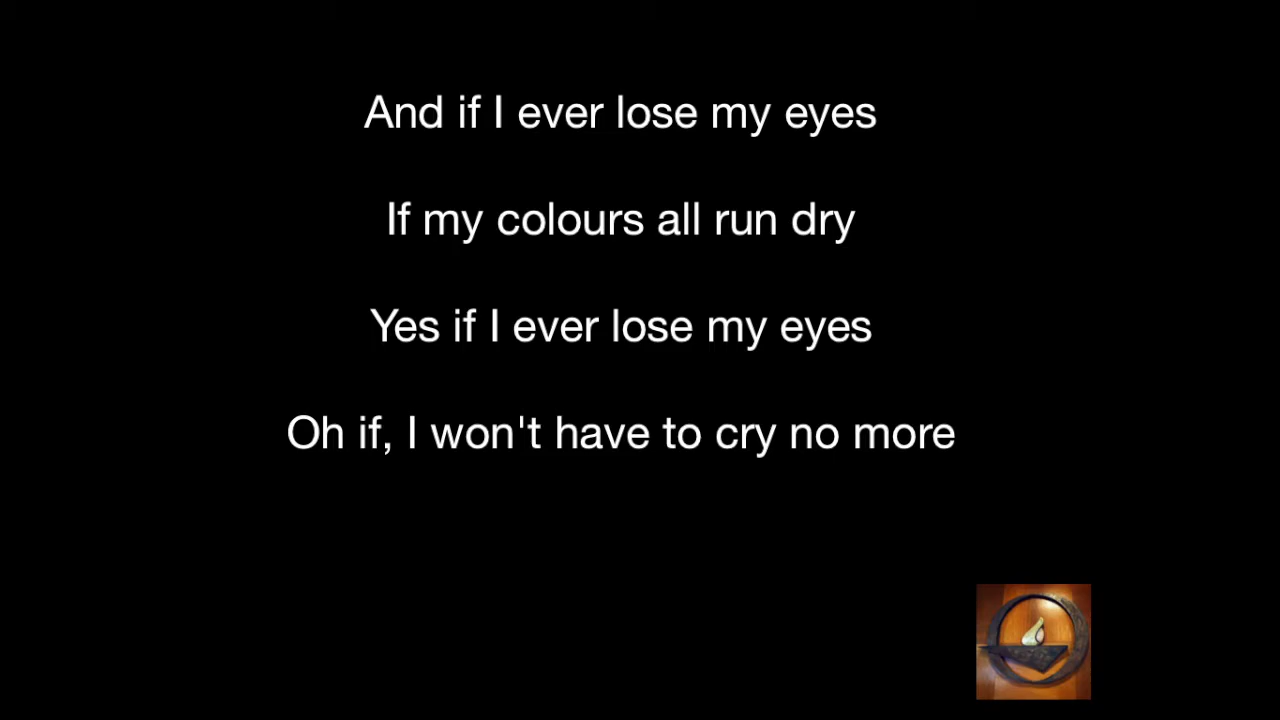 And if I ever lose my eyes
If my colours all run dry
Yes if I ever lose my eyes
Oh if, I won't have to cry no more